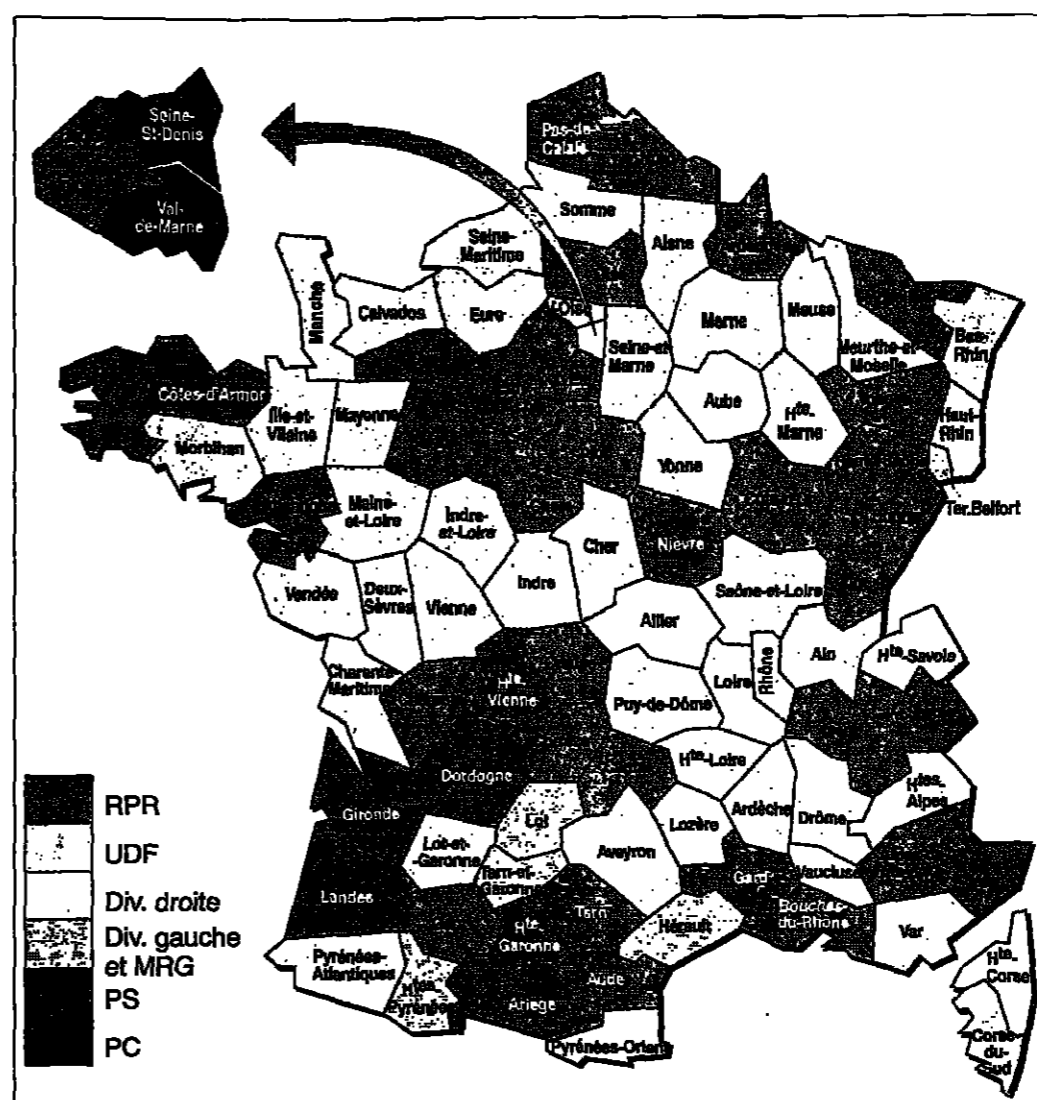 Seine-
St-Denis
Val-
de-Marne
Pas-de-
Calais
Somme
Seine-
Maritime
Aisne
Manche
Calvados
Eure
Oise
Seine-et
Marne
Marne
Meuse
Meurthe-et-
Moselle
Bas-
Rhin
Côtes-d'Armor
Ille-et-
Vilaine
Mayenne
Aube
Hte-
Marne
Haut-
Rhin
Morbihan
Yonne
Ter.Belfort
Maine-
et-Loire
Indre-
et-Loire
Cher
Nièvre
Vendée
Deux-
Sèvres
Vienne
Indre
Saône-et-Loire
Allier
Charente-
Maritime
Hte
Vienne
Puy-de-Dôme
Loire
Rhône
Ain
Hte-Savoie
Hte-Loire
Dordogne
Gironde
Lot
Lot-et-
Garonne
Tarn-et-
Garonne
Aveyron
Lozère
Ardèche
Drôme
Htes-
Alpes
Landes
Hte
Garonne
Tarn
Hérault
Gard
Vaucluse
Bouches-
du-Rhône
Var
Pyrénées-
Atlantiques
Htes
Pyrénées
Ariège
Aude
Pyrénées-Orient
Hte-
Corse
Corse-
du-
Sud
RPR
UDF
Div. droite
Div. gauche
et MRG
PS
PC